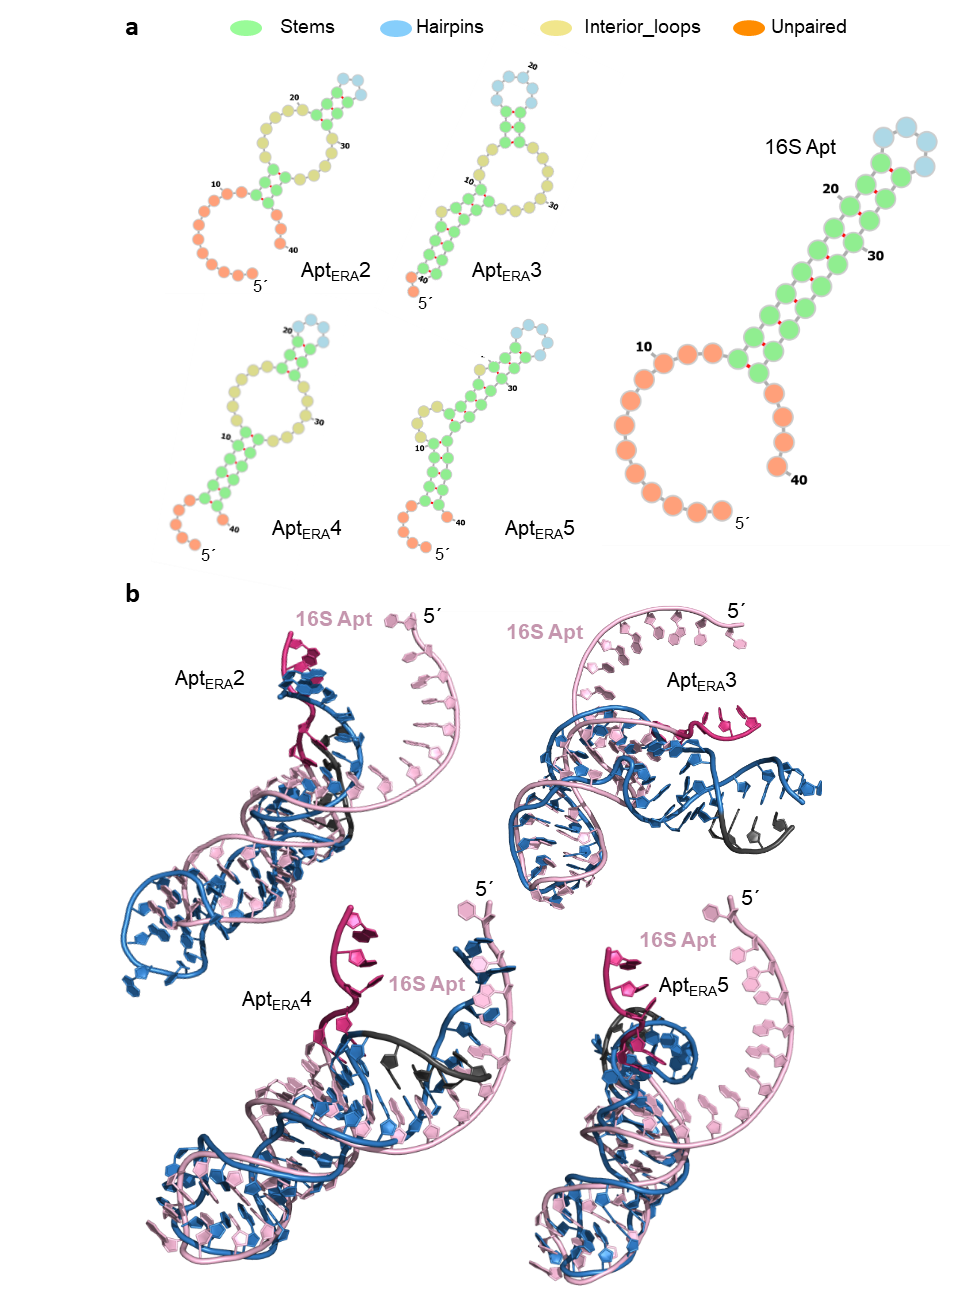 a
Stems
Hairpins
Interior_loops
Unpaired
20
10
30
40
5´
AptERA2
20
10
30
40
5´
AptERA3
16S Apt
20
30
10
40
5´
20
10
30
40
5´
AptERA4
10
30
40
5´
AptERA5
b
16S Apt
5´
AptERA2
16S Apt
5´
AptERA3
5´
16S Apt
AptERA4
5´
16S Apt
AptERA5